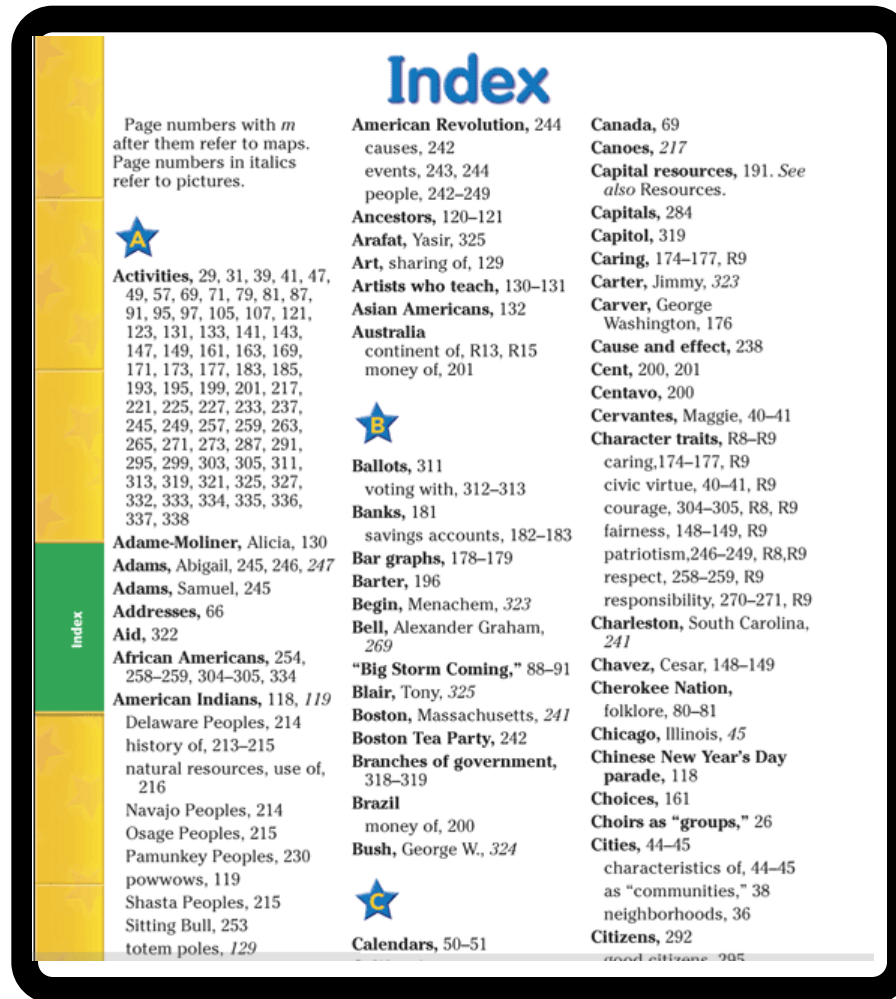 Index
Page numbers with m
after them refer to maps.
Page numbers in italics
refer to pictures.
A
Activities, 29, 31, 39, 41, 47,
49, 57, 69, 71, 79, 81, 87,
91, 95, 97, 105, 107, 121,
123, 131, 133, 141, 143,
147, 149, 161, 163, 169,
171, 173, 177, 183, 185,
193, 195, 199, 201, 217,
221, 225, 227, 233, 237,
245, 249, 257, 259, 263,
265, 271, 273, 287, 291,
295, 299, 303, 305, 311,
313, 319, 321, 325, 327,
332, 333, 334, 335, 336,
337, 338
Adame-Moliner, Alicia, 130
Adams, Abigail, 245, 246, 247
Adams, Samuel, 245
Addresses, 66
Aid, 322
African Americans, 254,
258–259, 304–305, 334
American Indians, 118, 119
Delaware Peoples, 214
history of, 213–215
natural resources, use of,
216
Navajo Peoples, 214
Osage Peoples, 215
Pamunkey Peoples, 230
powwows, 119
Shasta Peoples, 215
Sitting Bull, 253
totem poles, 129
American Revolution, 244
causes, 242
events, 243, 244
people, 242–249
Ancestors, 120–121
Arafat, Yasir, 325
Art, sharing of, 129
Artists who teach, 130–131
Asian Americans, 132
Australia
continent of, R13, R15
money of, 201
B
Ballots, 311
voting with, 312–313
Banks, 181
savings accounts, 182–183
Bar graphs, 178–179
Barter, 196
Begin, Menachem, 323
Bell, Alexander Graham,
269
“Big Storm Coming,” 88–91
Blair, Tony, 325
Boston, Massachusetts, 241
Boston Tea Party, 242
Branches of government,
318–319
Brazil
money of, 200
Bush, George W., 324
C
Calendars, 50–51
Canada, 69
Canoes, 217
Capital resources, 191. See
also Resources.
Capitals, 284
Capitol, 319
Caring, 174–177, R9
Carter, Jimmy, 323
Carver, George
Washington, 176
Cause and effect, 238
Cent, 200, 201
Centavo, 200
Cervantes, Maggie, 40–41
Character traits, R8–R9
caring,174–177, R9
civic virtue, 40–41, R9
courage, 304–305, R8, R9
fairness, 148–149, R9
patriotism,246–249, R8,R9
respect, 258–259, R9
responsibility, 270–271, R9
Charleston, South Carolina,
241
Chavez, Cesar, 148–149
Cherokee Nation,
folklore, 80–81
Chicago, Illinois, 45
Chinese New Year’s Day
parade, 118
Choices, 161
Choirs as “groups,” 26
Cities, 44–45
characteristics of, 44–45
as “communities,” 38
neighborhoods, 36
Citizens, 292
good citizens, 295
Index